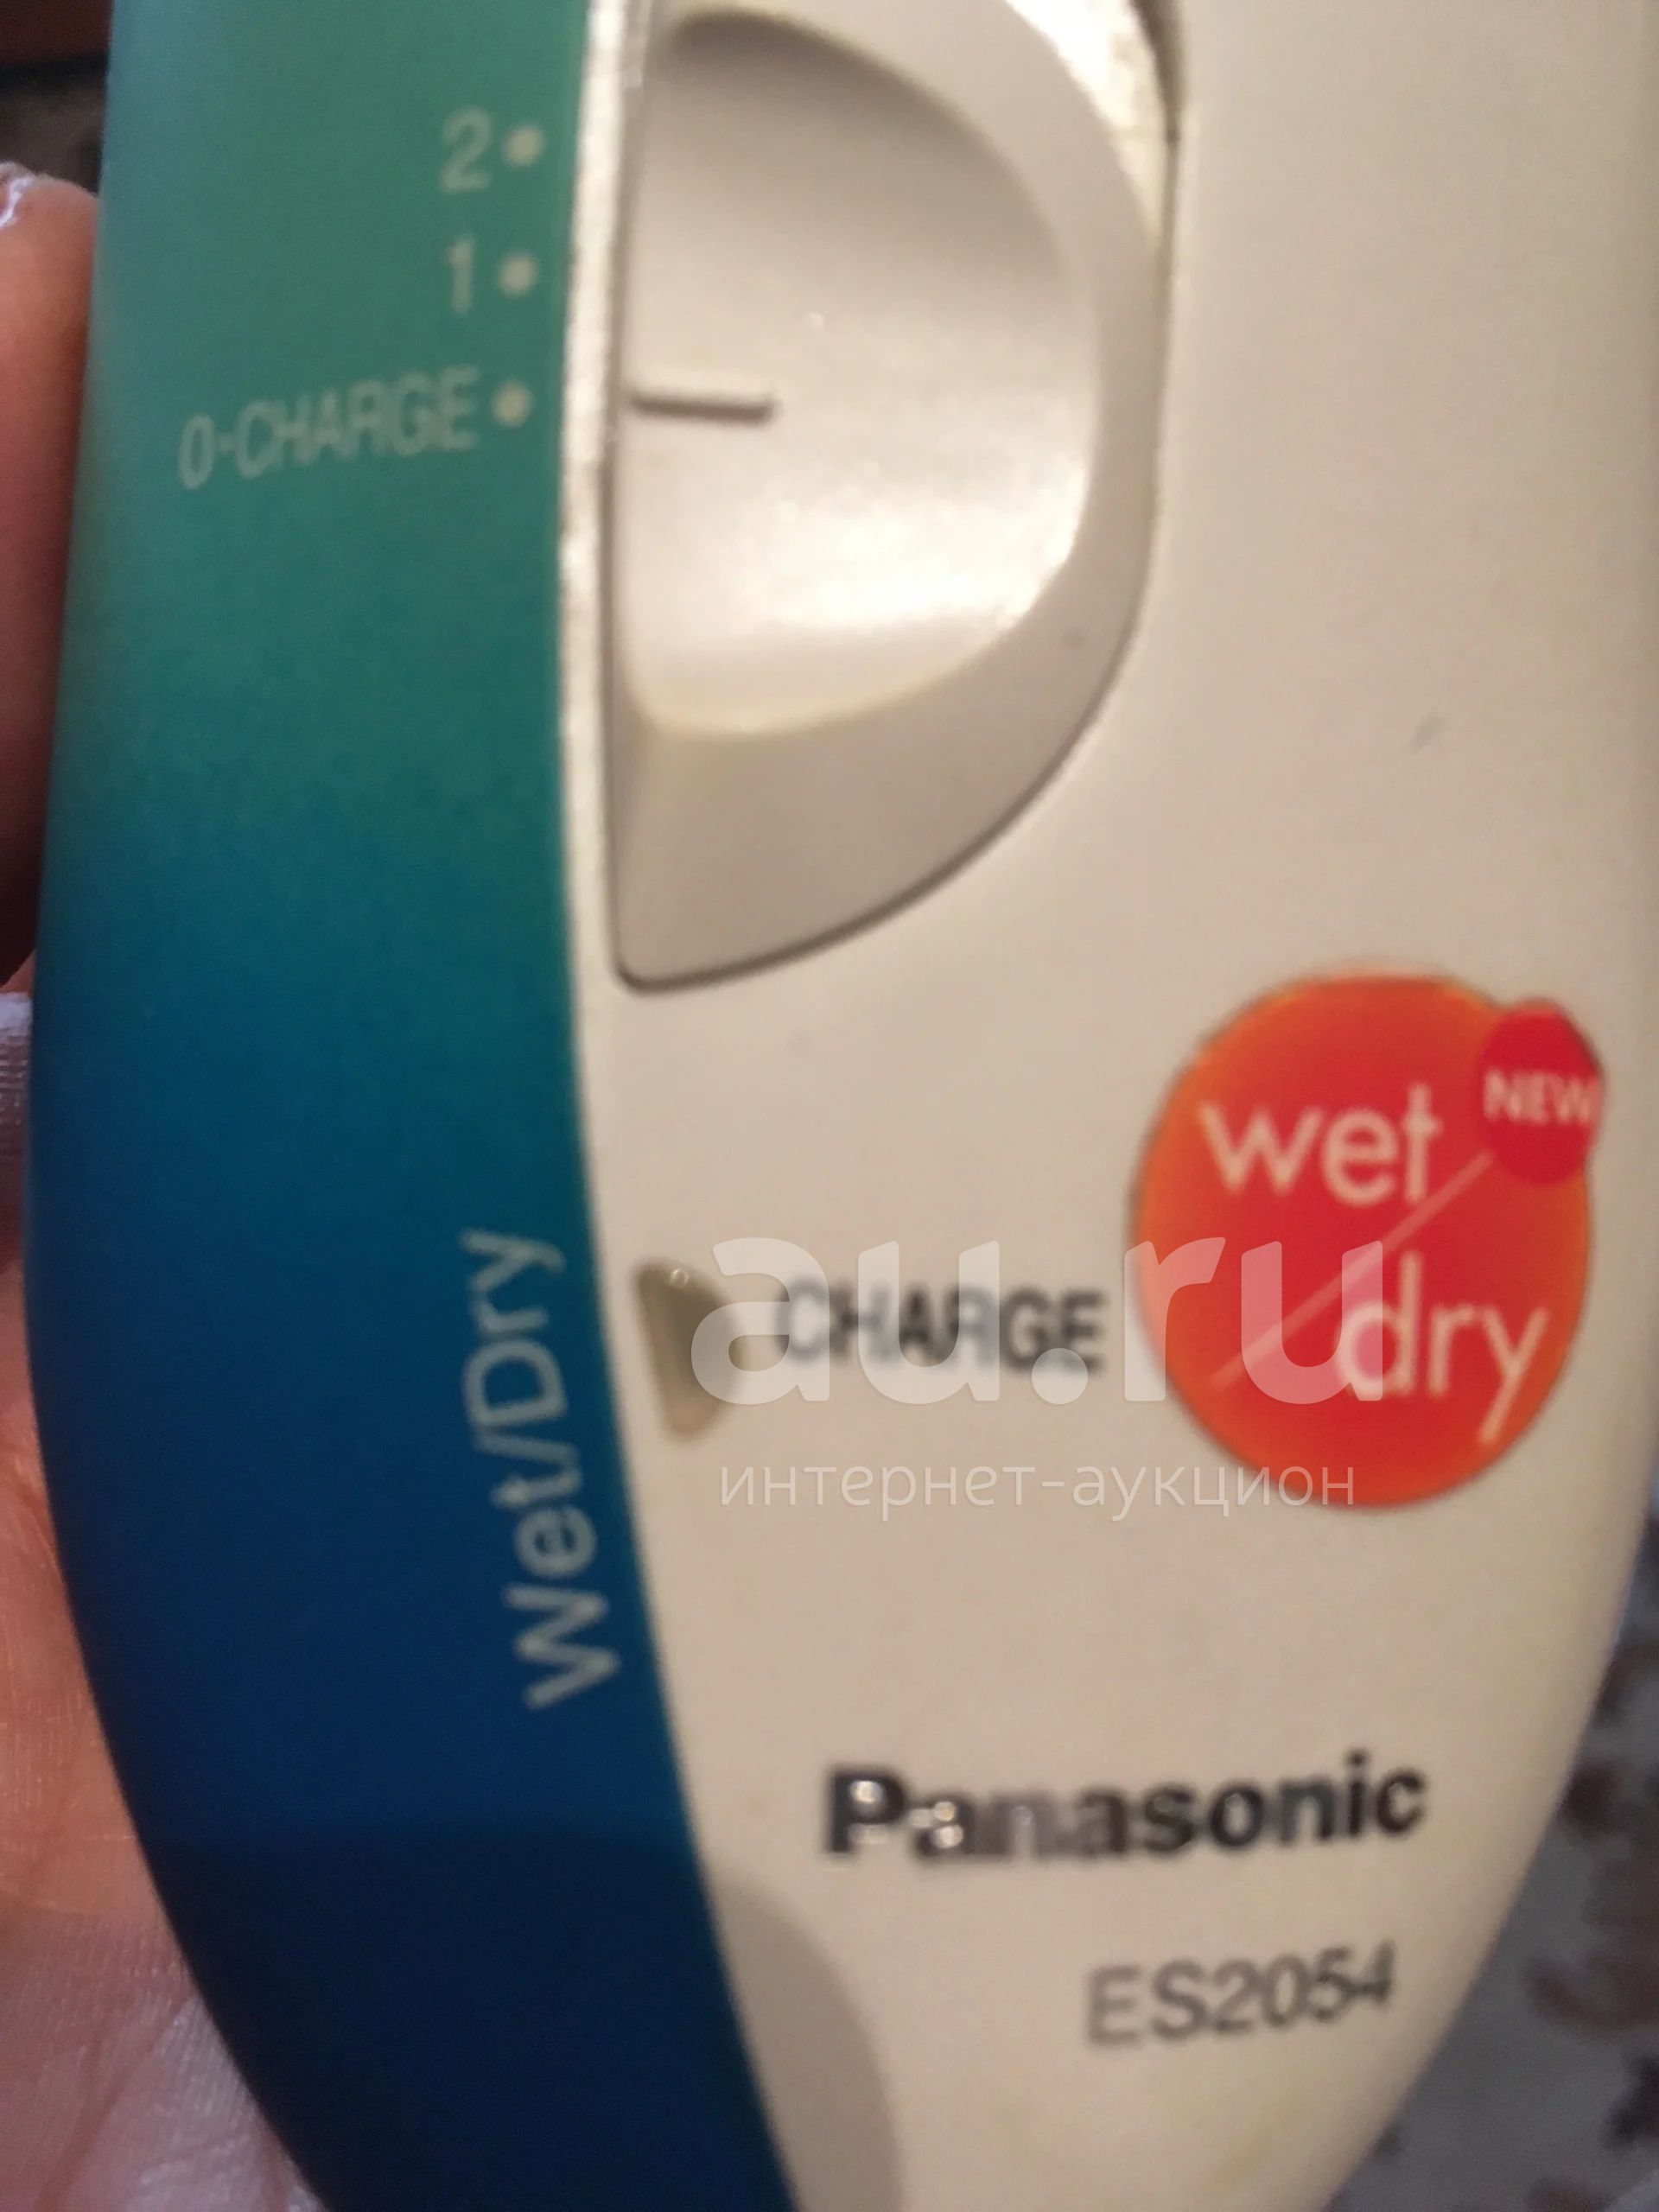 2
1
0·CHARGE
NEW
wet
dry
CHARGE
au.ru
интернет-аукцион
Wet/Dry
Panasonic
ES2054